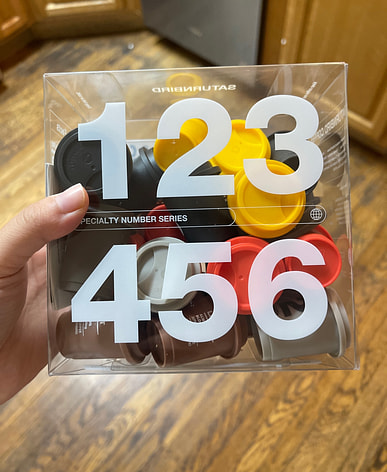 SATURNBIRD
123
SPECIALTY NUMBER SERIES
456